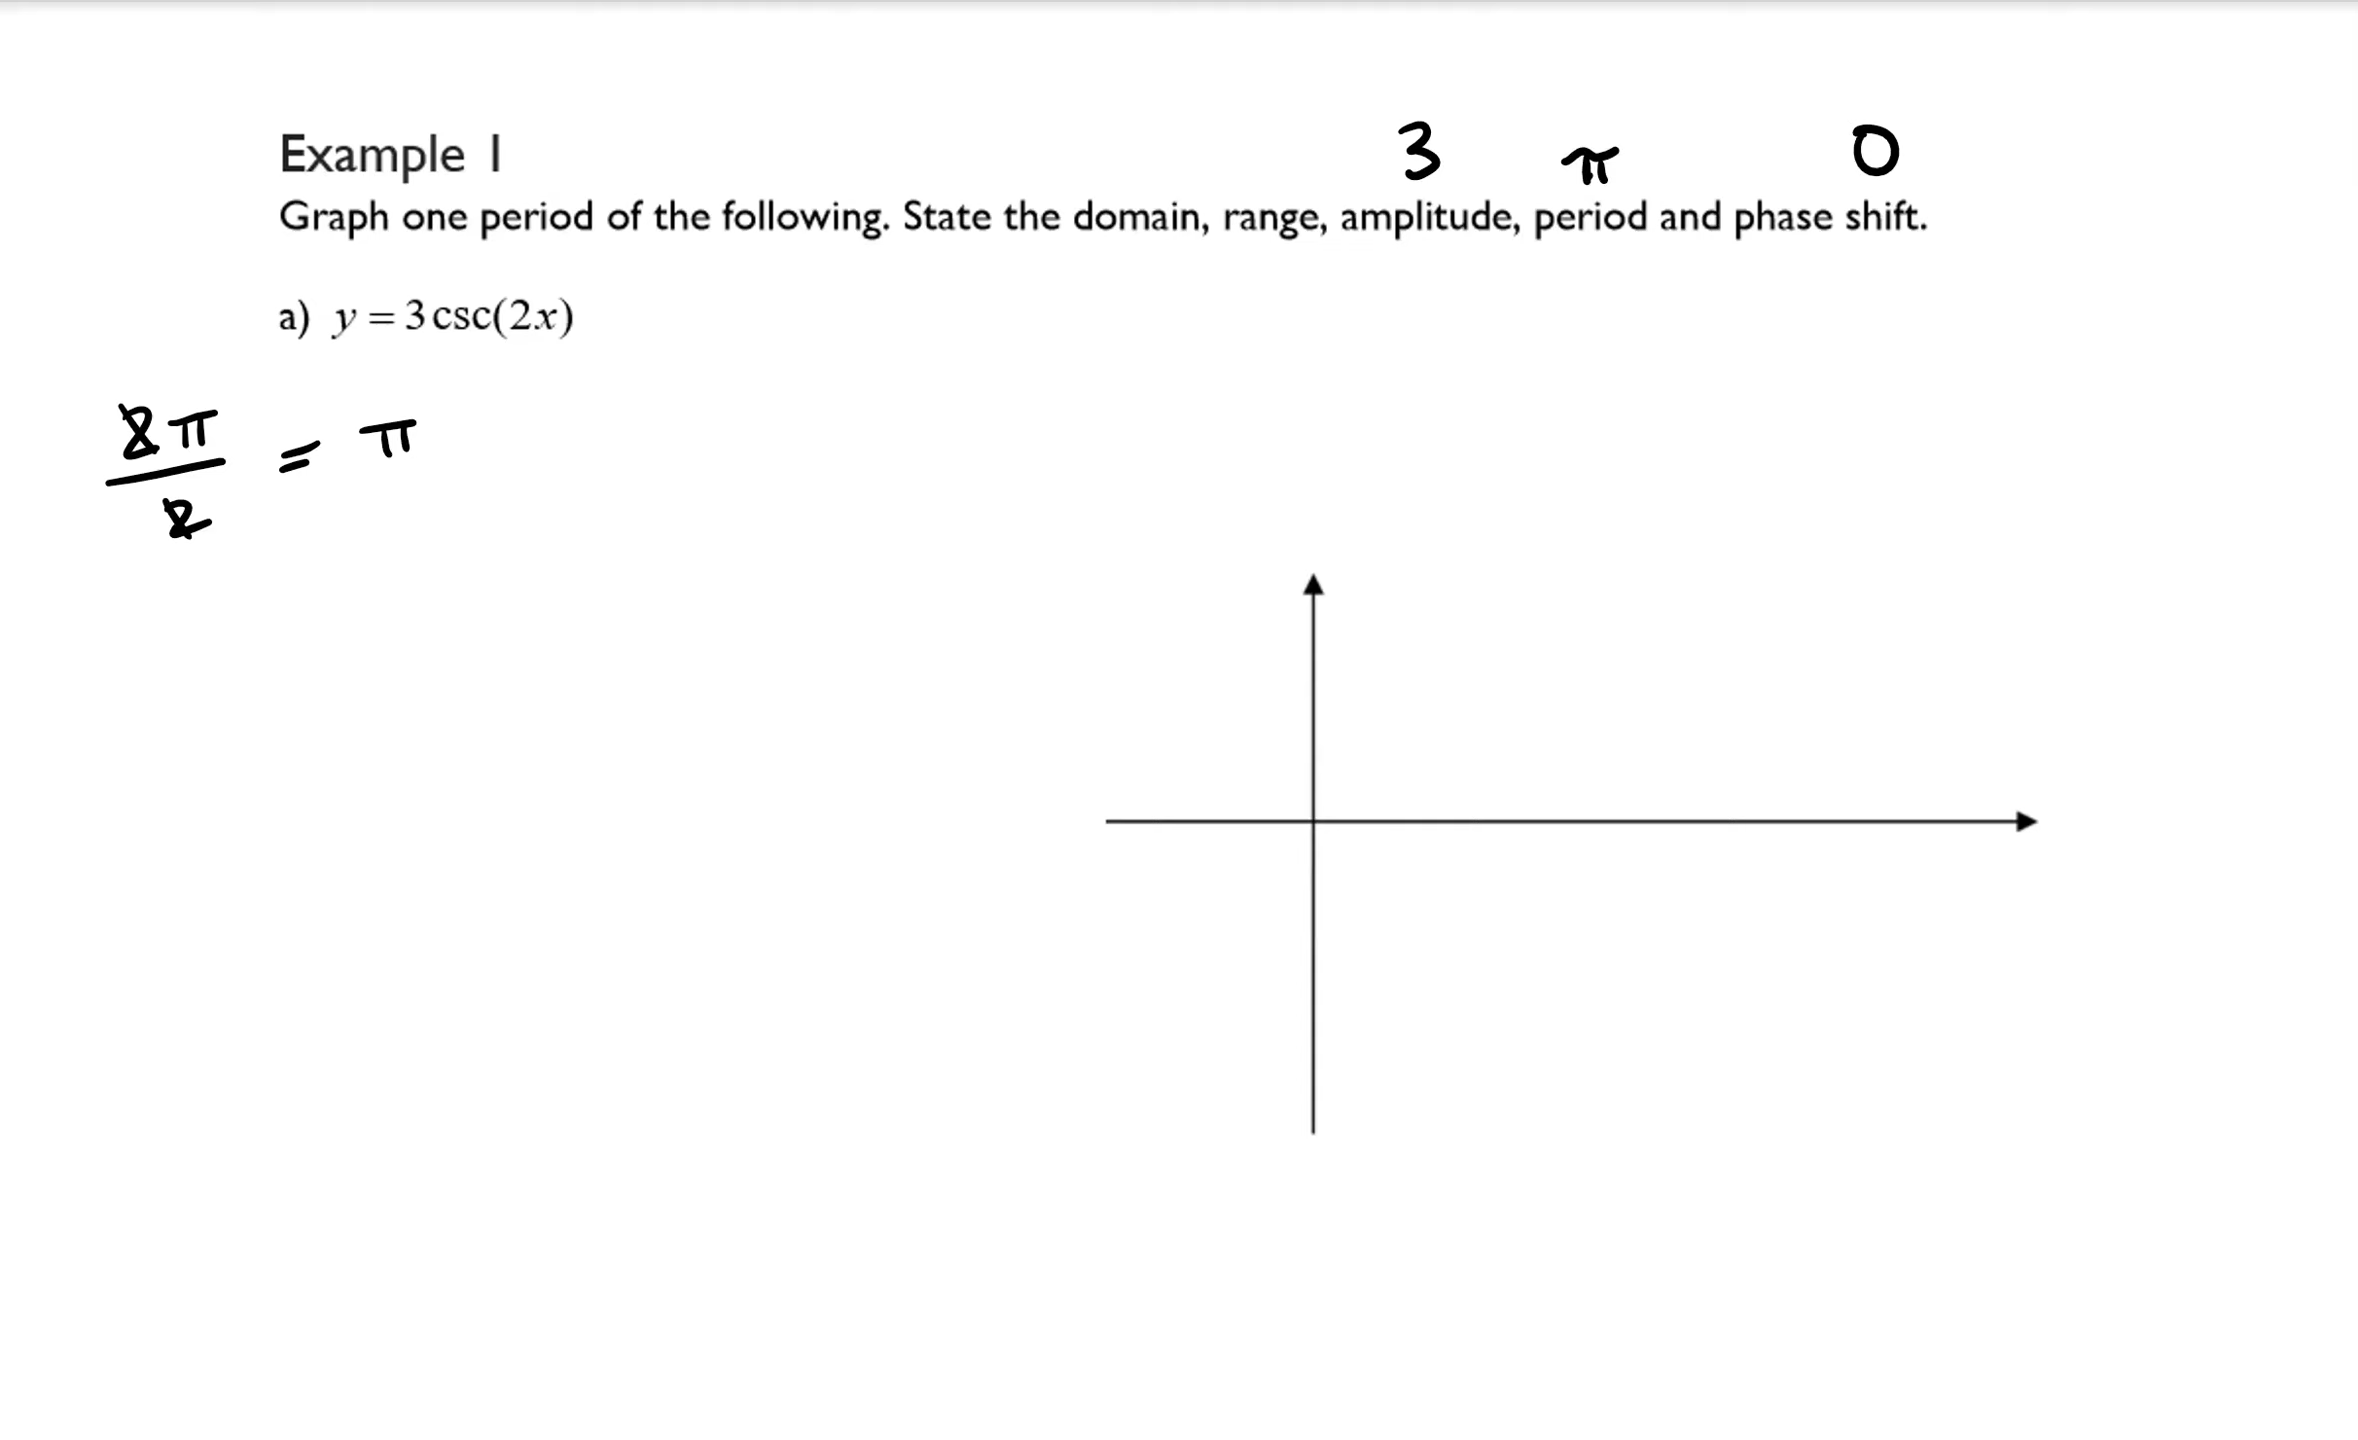 Example 1
3 π 0
Graph one period of the following. State the domain, range, amplitude, period and phase shift.
a) y = 3 csc(2x)
2π
— = π
2